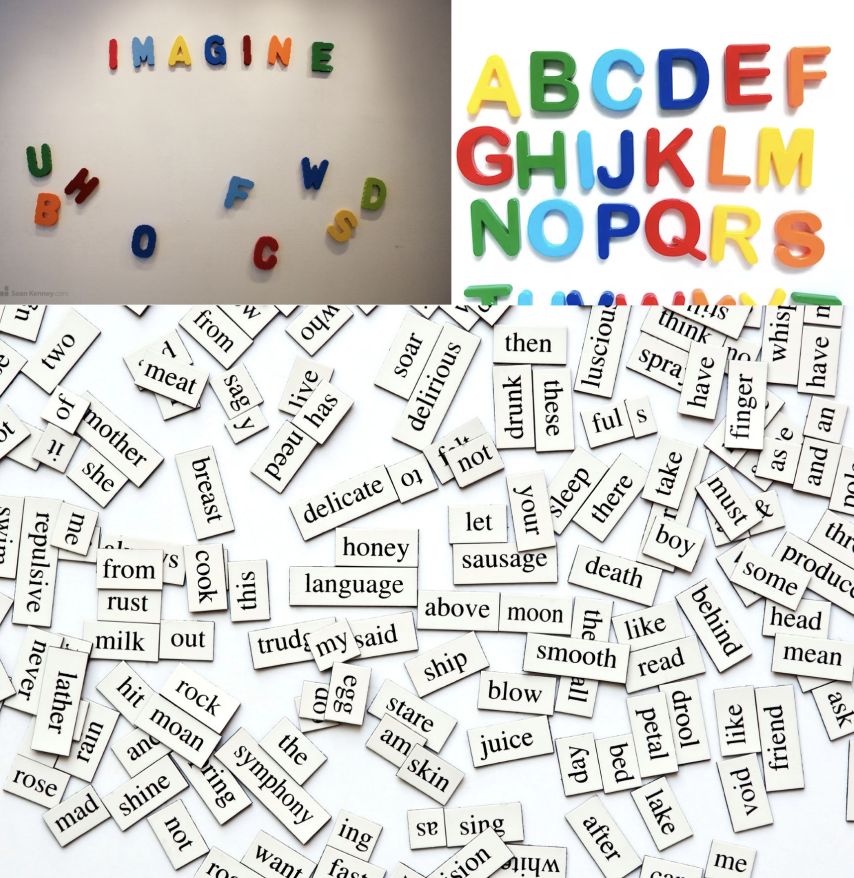 IMAGINE
U H F W D
B O C S
Sean Kenney.com
ABCDEF
GHIJKLM
NOPQRS
from
who
then
think
two
meat
soar
delirious
luscious
have
have
sag
y
live
has
need
drunk
these
ful s
finger
an
of
mother
it
she
breast
delicate to
not
sleep
there
take
must
&
as
and
me
swim
repulsive
your
let
honey
sausage
boy
from
cook
this
language
death
some
produce
rust
above moon
the
like
behind
head
milk out
my said
smooth
read
mean
never
lather
ship
hit
rock
moan
egg
blow
all
stare
am
skin
juice
petal
drool
like
friend
ask
rain
the
symphony
ring
day
bed
void
rose
mad
shine
not
as sing
lake
after
ing
want
fast
white
me